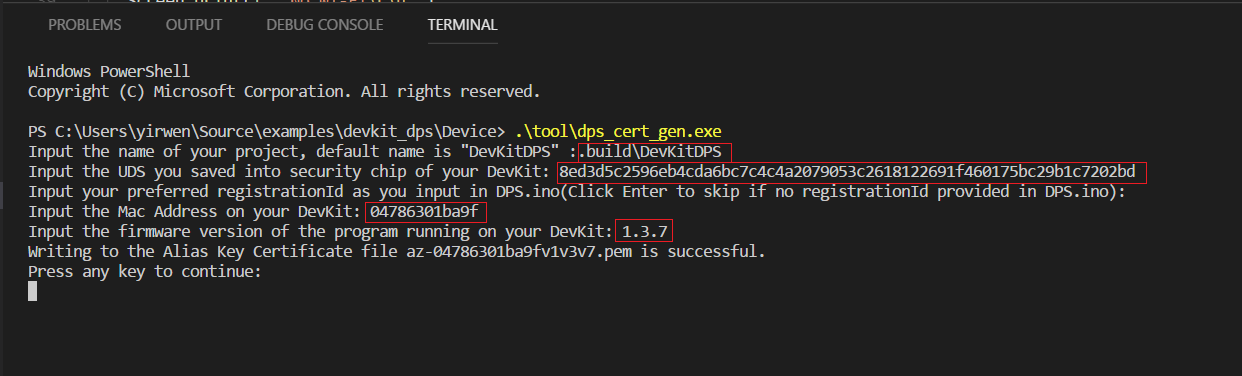 PROBLEMS OUTPUT DEBUG CONSOLE TERMINAL
Windows PowerShell
Copyright (C) Microsoft Corporation. All rights reserved.
PS C:\Users\yirwen\Source\examples\devkit_dps\Device> .\tool\dps_cert_gen.exe
Input the name of your project, default name is "DevKitDPS" :.build\DevKitDPS
Input the UDS you saved into security chip of your DevKit: 8ed3d5c2596eb4cda6bc7c4c4a2079053c2618122691f460175bc29b1c7202bd
Input your preferred registrationId as you input in DPS.ino(Click Enter to skip if no registrationId provided in DPS.ino):
Input the Mac Address on your DevKit: 04786301ba9f
Input the firmware version of the program running on your DevKit: 1.3.7
Writing to the Alias Key Certificate file az-04786301ba9fv1v3v7.pem is successful.
Press any key to continue: